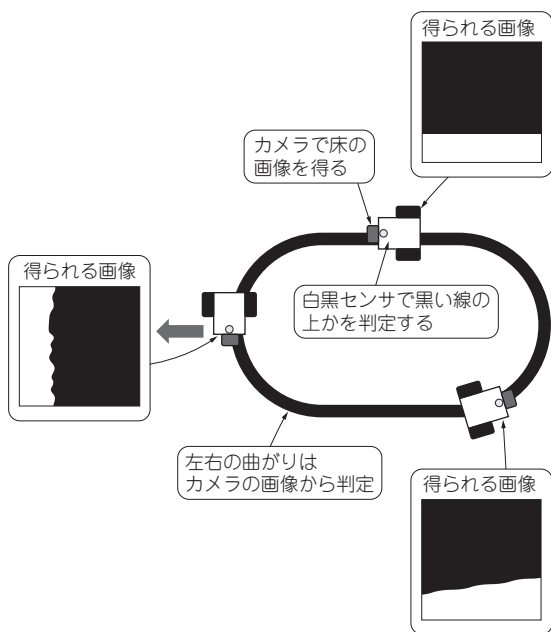 得られる画像
カメラで床の
画像を得る
得られる画像
白黒センサで黒い線の
上かを判定する
左右の曲がりは
カメラの画像から判定
得られる画像